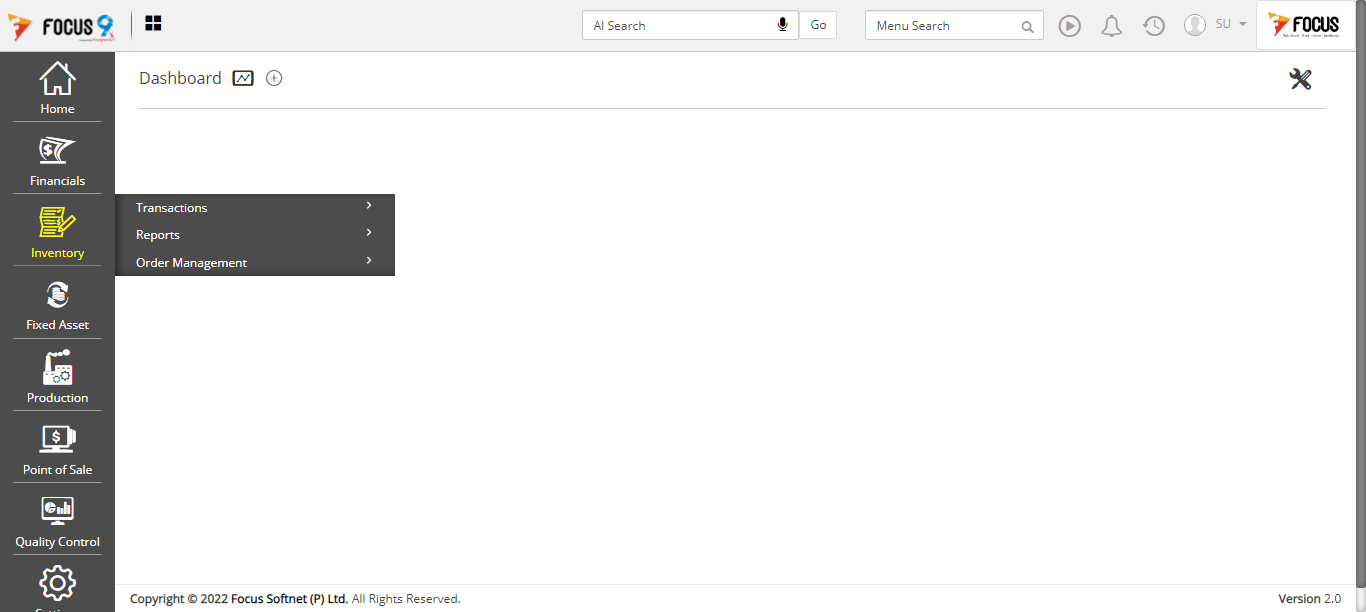 FOCUS 9
AI Search
Go
Menu Search
SU
FOCUS
Home
Financials
Inventory
Fixed Asset
Production
Point of Sale
Quality Control
Dashboard
Transactions
Reports
Order Management
Copyright © 2022 Focus Softnet (P) Ltd. All Rights Reserved.
Version 2.0